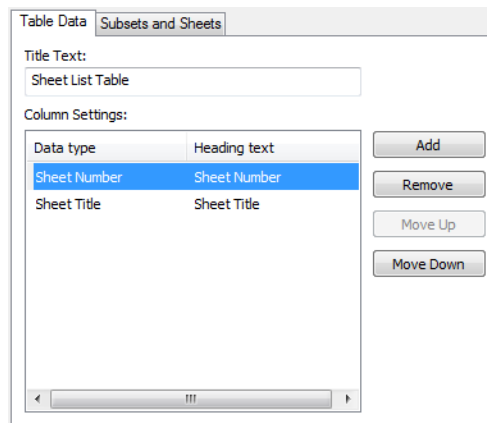 Table Data Subsets and Sheets
Title Text:
Sheet List Table
Column Settings:
Data type Heading text
Sheet Number Sheet Number
Sheet Title Sheet Title
Add
Remove
Move Up
Move Down